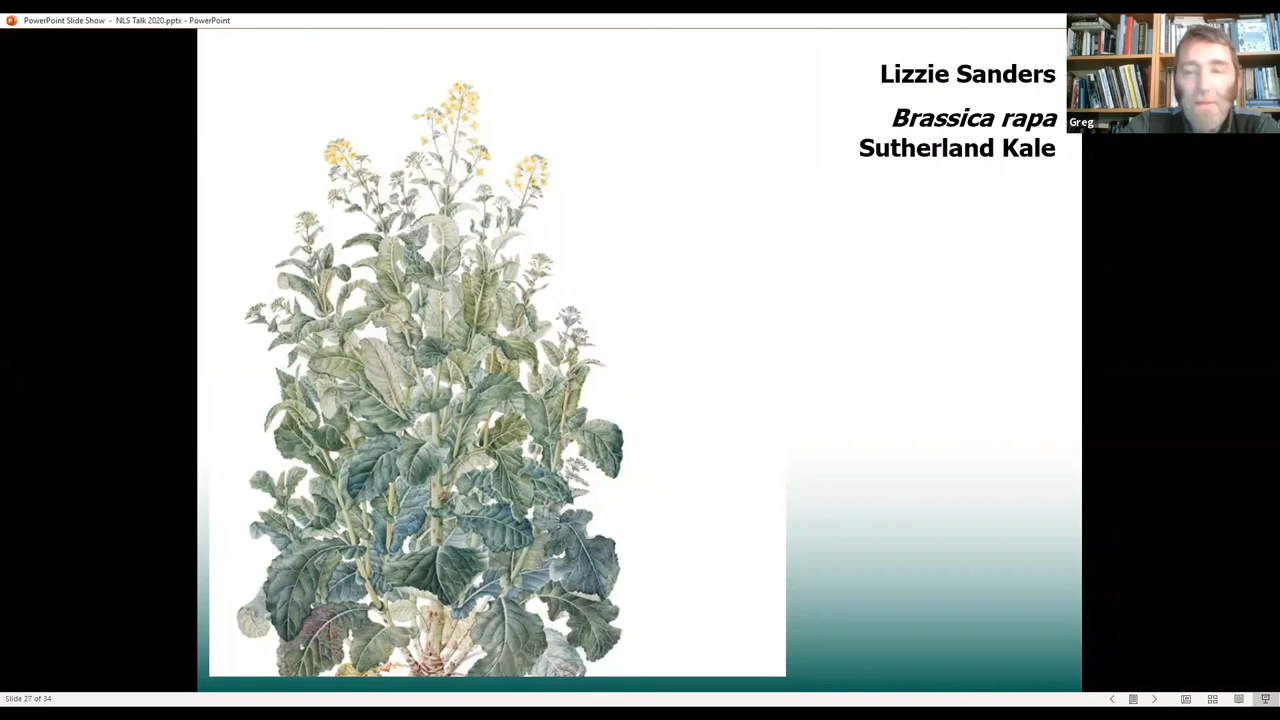 PowerPoint Slide Show - NLS Talk 2020.pptx - PowerPoint
Lizzie Sanders
Brassica rapa
Sutherland Kale
Greg
Slide 27 of 34